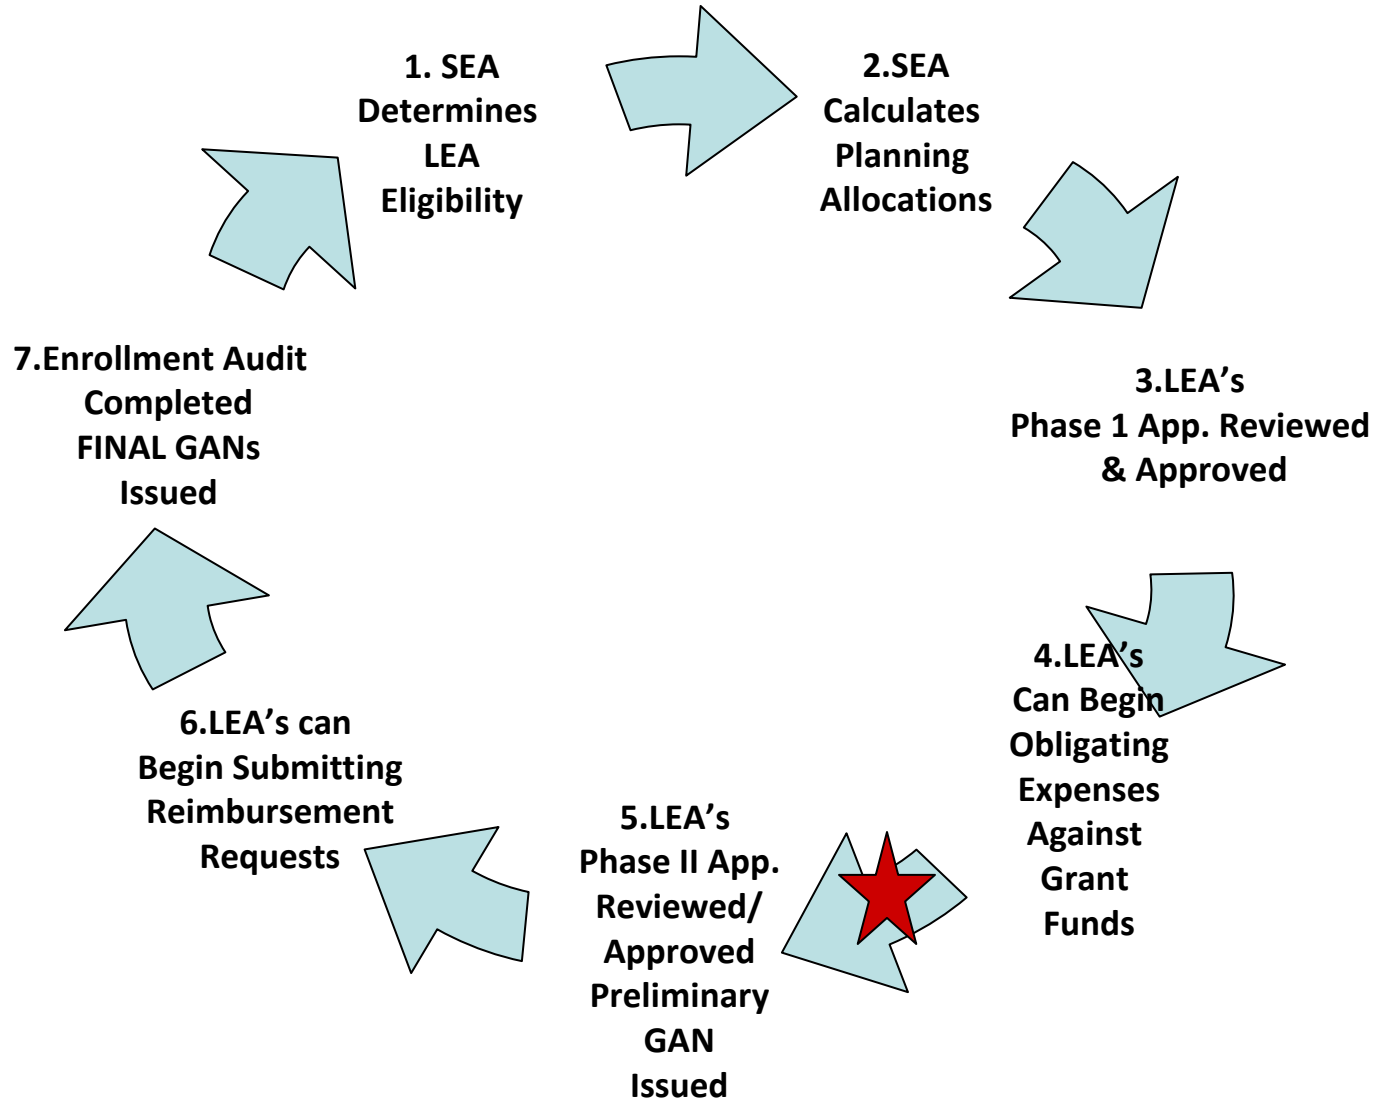 1. SEA
Determines
LEA
Eligibility
2.SEA
Calculates
Planning
Allocations
3.LEA’s
Phase 1 App. Reviewed
& Approved
4.LEA’s
Can Begin
Obligating
Expenses
Against
Grant
Funds
5.LEA’s
Phase II App.
Reviewed/
Approved
Preliminary
GAN
Issued
6.LEA’s can
Begin Submitting
Reimbursement
Requests
7.Enrollment Audit
Completed
FINAL GANs
Issued